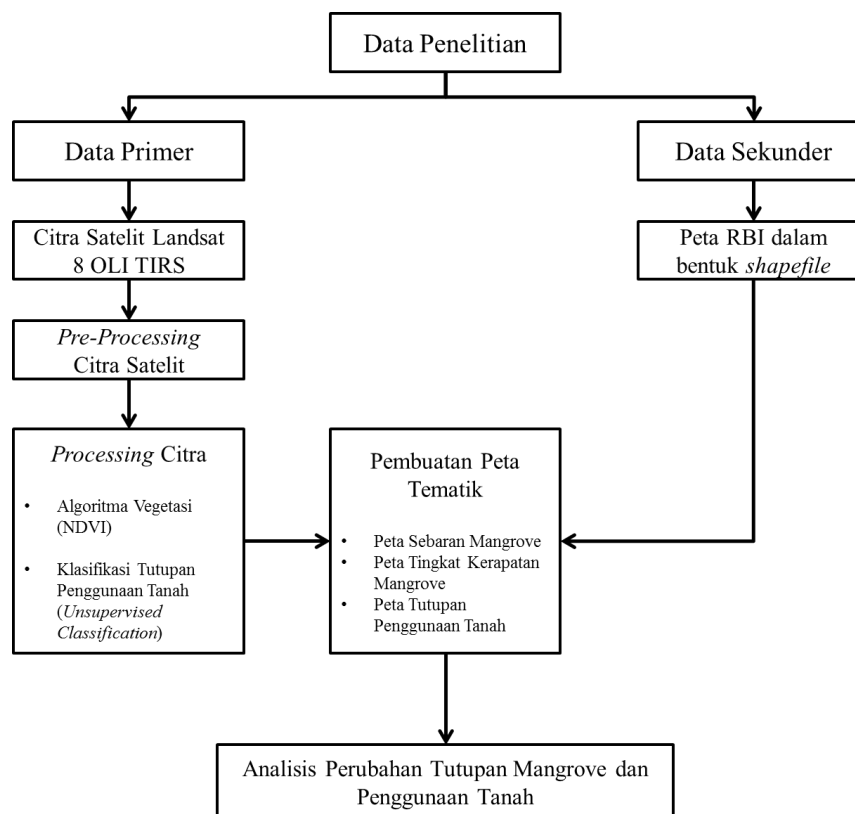 Data Penelitian
Data Primer
Data Sekunder
Citra Satelit Landsat
8 OLI TIRS
Peta RBI dalam
bentuk shapefile
Pre-Processing
Citra Satelit
Processing Citra
• Algoritma Vegetasi
(NDVI)
• Klasifikasi Tutupan
Penggunaan Tanah
(Unsupervised
Classification)
Pembuatan Peta
Tematik
• Peta Sebaran Mangrove
• Peta Tingkat Kerapatan
Mangrove
• Peta Tutupan
Penggunaan Tanah
Analisis Perubahan Tutupan Mangrove dan
Penggunaan Tanah